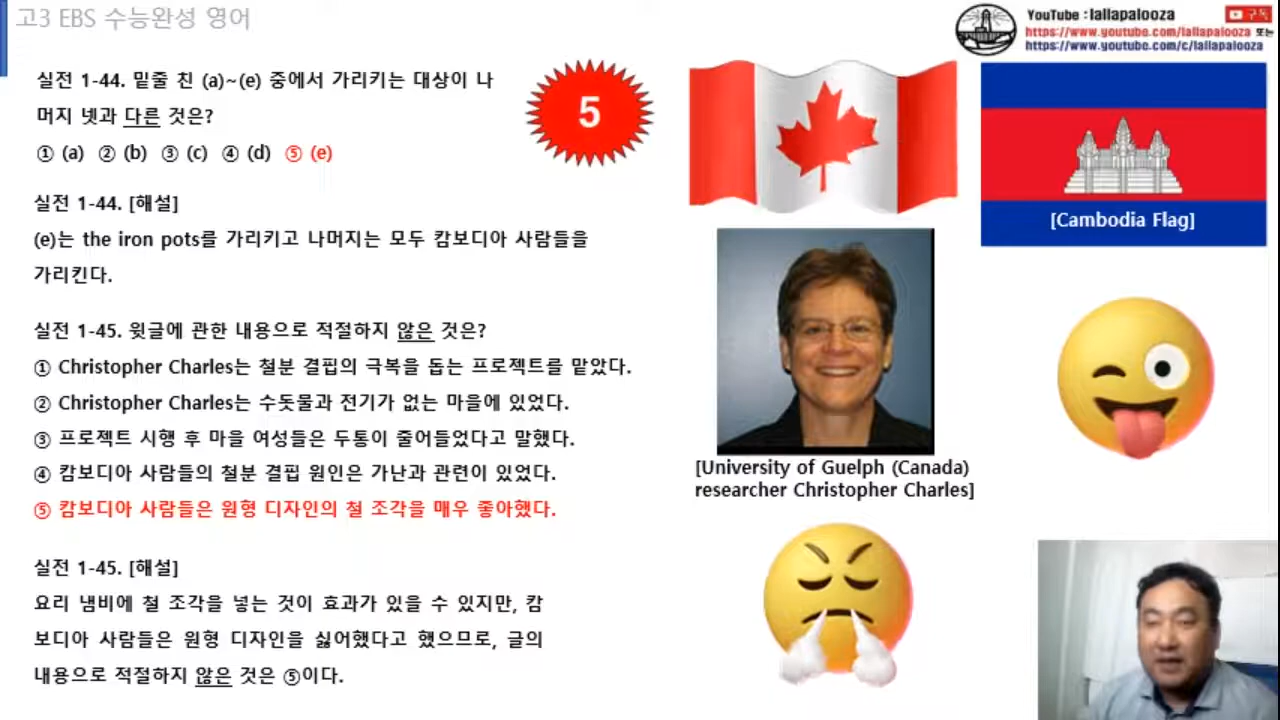 고3 EBS 수능완성 영어
YouTube : lallapalooza
구독
https://www.youtube.com/lallapalooza 또는
https://www.youtube.com/c/lallapalooza
실전 1-44. 밑줄 친 (a)~(e) 중에서 가리키는 대상이 나
머지 넷과 다른 것은?
① (a) ② (b) ③ (c) ④ (d) ⑤ (e)
5
실전 1-44. [해설]
(e)는 the iron pots를 가리키고 나머지는 모두 캄보디아 사람들을
가리킨다.
실전 1-45. 윗글에 관한 내용으로 적절하지 않은 것은?
① Christopher Charles는 철분 결핍의 극복을 돕는 프로젝트를 맡았다.
② Christopher Charles는 수돗물과 전기가 없는 마을에 있었다.
③ 프로젝트 시행 후 마을 여성들은 두통이 줄어들었다고 말했다.
④ 캄보디아 사람들의 철분 결핍 원인은 가난과 관련이 있었다.
⑤ 캄보디아 사람들은 원형 디자인의 철 조각을 매우 좋아했다.
실전 1-45. [해설]
요리 냄비에 철 조각을 넣는 것이 효과가 있을 수 있지만, 캄
보디아 사람들은 원형 디자인을 싫어했다고 했으므로, 글의
내용으로 적절하지 않은 것은 ⑤이다.
[Cambodia Flag]
[University of Guelph (Canada)
researcher Christopher Charles]